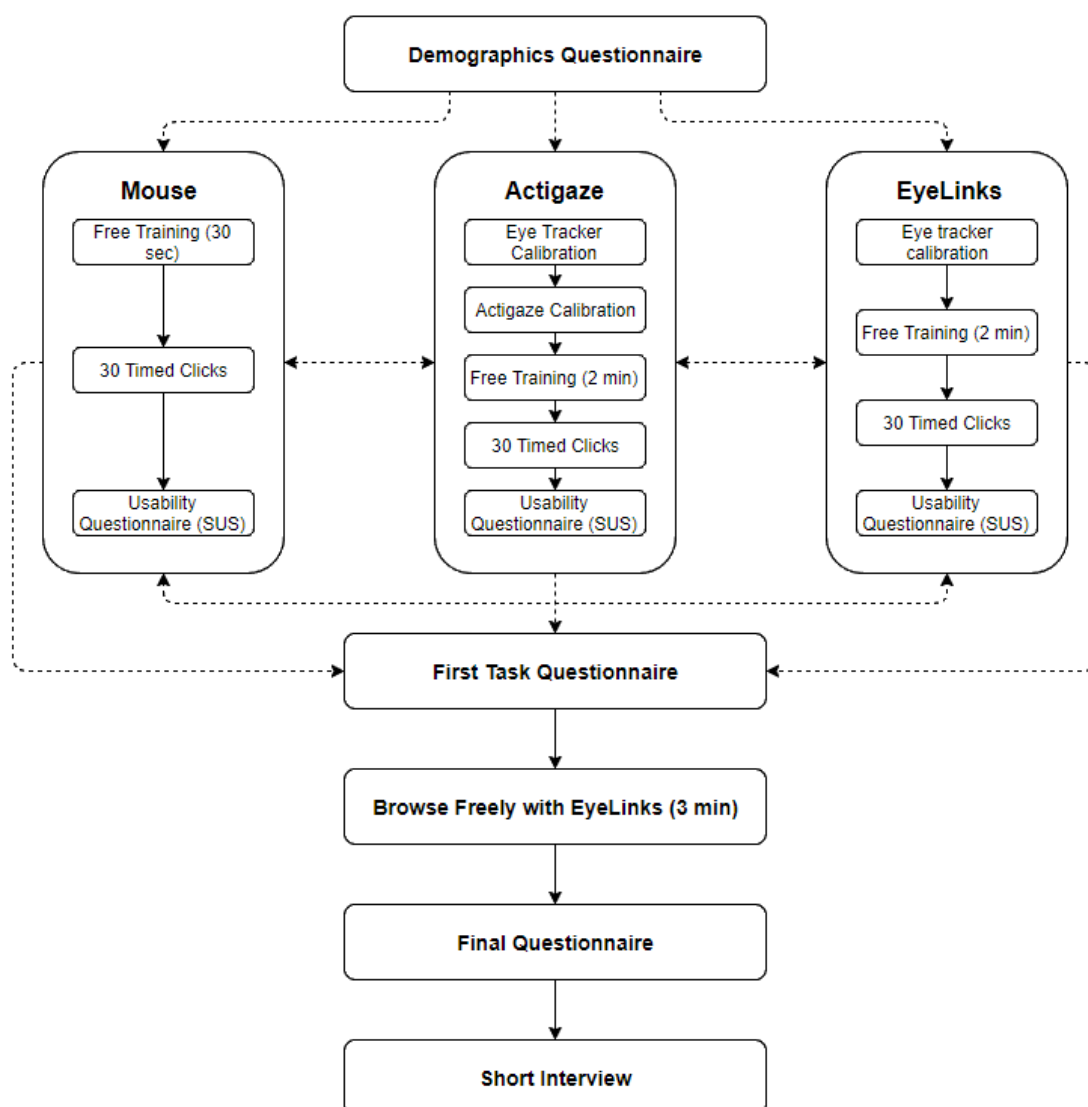 Demographics Questionnaire
Mouse
Free Training (30
sec)
30 Timed Clicks
Usability
Questionnaire (SUS)
Actigaze
Eye Tracker
Calibration
Actigaze Calibration
Free Training (2 min)
30 Timed Clicks
Usability
Questionnaire (SUS)
EyeLinks
Eye tracker
calibration
Free Training (2 min)
30 Timed Clicks
Usability
Questionnaire (SUS)
First Task Questionnaire
Browse Freely with EyeLinks (3 min)
Final Questionnaire
Short Interview